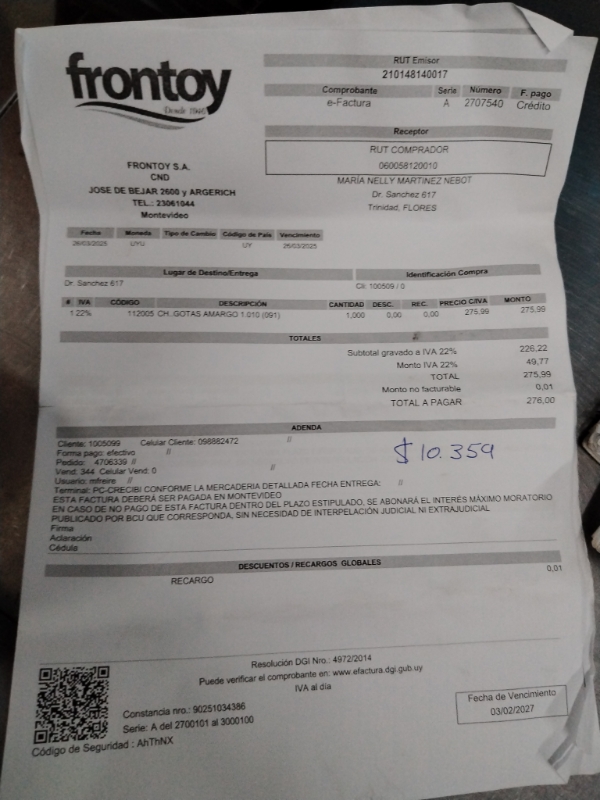 frontoy
Desde 1945
RUT Emisor
210148140017
Comprobante Serie Número F. pago
e-Factura A 2707540 Crédito
Receptor
RUT COMPRADOR
060058120010
MARÍA NELLY MARTINEZ NEBOT
Dr. Sanchez 617
Trinidad, FLORES
FRONTOY S.A.
CND
JOSE DE BEJAR 2600 y ARGERICH
TEL.: 23061044
Montevideo
Fecha Moneda Tipo de Cambio Código de País Vencimiento
26/03/2025 UYU UY 26/03/2025
Lugar de Destino/Entrega Identificación Compra
Dr. Sanchez 617 Cli: 100509 / 0
# IVA CÓDIGO DESCRIPCIÓN CANTIDAD DESC. REC. PRECIO C/IVA MONTO
1 22% 112005 CH. GOTAS AMARGO 1.010 (091) 1,000 0,00 0,00 275,99 275,99
TOTALES
Subtotal gravado a IVA 22% 226,22
Monto IVA 22% 49,77
TOTAL 275,99
Monto no facturable 0,01
TOTAL A PAGAR 276,00
ADENDA
Cliente: 1005099 Celular Cliente: 098882472 //
Forma pago: efectivo //
Pedido: 4706339 //
Vend: 344 Celular Vend: 0 //
Usuario: mfreire //
Terminal: PC-CRECIBI CONFORME LA MERCADERIA DETALLADA FECHA ENTREGA: //
ESTA FACTURA DEBERÁ SER PAGADA EN MONTEVIDEO
EN CASO DE NO PAGO DE ESTA FACTURA DENTRO DEL PLAZO ESTIPULADO, SE ABONARÁ EL INTERÉS MÁXIMO MORATORIO
PUBLICADO POR BCU QUE CORRESPONDA, SIN NECESIDAD DE INTERPELACIÓN JUDICIAL NI EXTRAJUDICIAL
Firma
Aclaración
Cédula
$ 10.359
DESCUENTOS / RECARGOS GLOBALES
RECARGO 0,01
Resolución DGI Nro.: 4972/2014
Puede verificar el comprobante en: www.efactura.dgi.gub.uy
IVA al día
Constancia nro.: 90251034386
Serie: A del 2700101 al 3000100
Código de Seguridad : AhThNX
Fecha de Vencimiento
03/02/2027